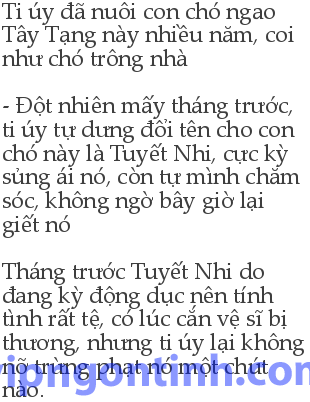 Ti úy đã nuôi con chó ngao
Tây Tạng này nhiều năm, coi
như chó trông nhà
- Đột nhiên mấy tháng trước,
ti úy tự dưng đổi tên cho con
chó này là Tuyết Nhi, cực kỳ
sủng ái nó, còn tự mình chăm
sóc, không ngờ bây giờ lại
giết nó
Tháng trước Tuyết Nhi do
đang kỳ động dục nên tính
tình rất tệ, có lúc cắn vệ sĩ bị
thương, nhưng ti úy lại không
nỡ trừng phạt nó một chút
nào.
ipngontinh.com